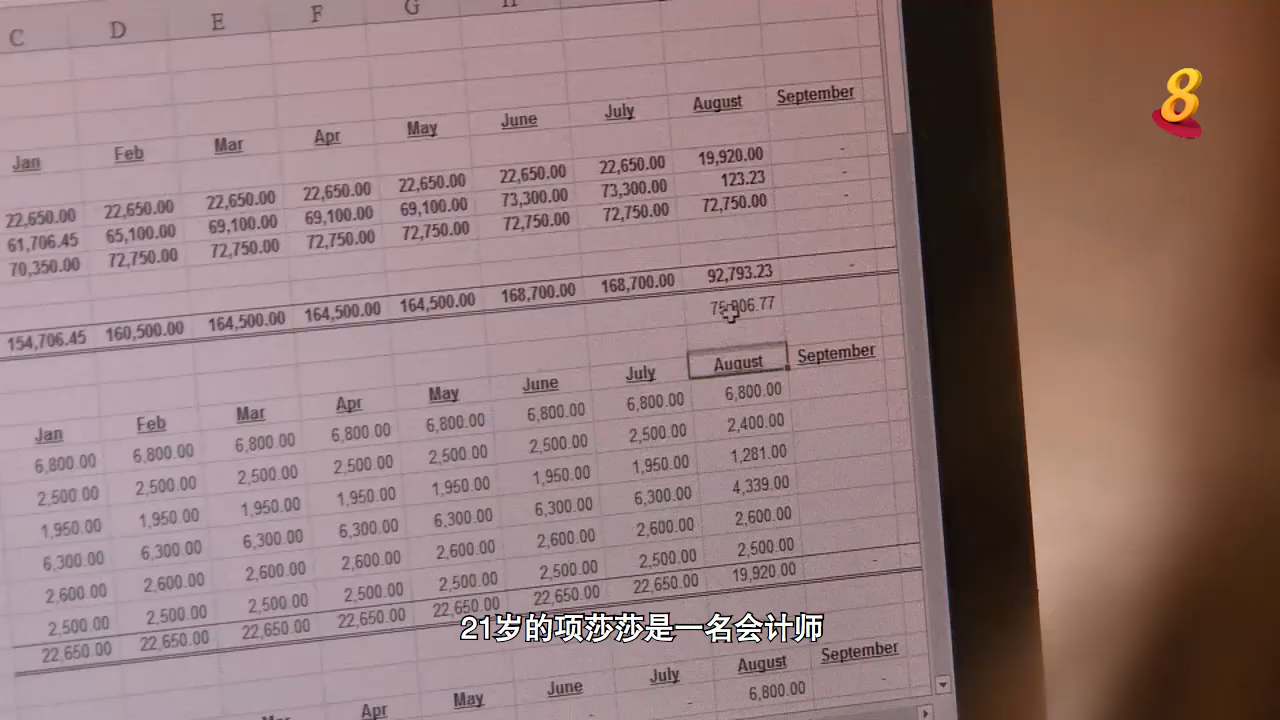 C D E F G H
8
Jan Feb Mar Apr May June July August September
22,650.00 22,650.00 22,650.00 22,650.00 22,650.00 22,650.00 22,650.00 19,920.00 -
61,706.45 65,100.00 69,100.00 69,100.00 69,100.00 73,300.00 73,300.00 123.23 -
70,350.00 72,750.00 72,750.00 72,750.00 72,750.00 72,750.00 72,750.00 72,750.00 -
154,706.45 160,500.00 164,500.00 164,500.00 164,500.00 168,700.00 168,700.00 92,793.23 -
Jan Feb Mar Apr May June July August September
6,800.00 6,800.00 6,800.00 6,800.00 6,800.00 6,800.00 6,800.00 6,800.00
2,500.00 2,500.00 2,500.00 2,500.00 2,500.00 2,500.00 2,500.00 2,400.00
1,950.00 1,950.00 1,950.00 1,950.00 1,950.00 1,950.00 1,950.00 1,281.00
6,300.00 6,300.00 6,300.00 6,300.00 6,300.00 6,300.00 6,300.00 4,339.00
2,600.00 2,600.00 2,600.00 2,600.00 2,600.00 2,600.00 2,600.00 2,600.00
2,500.00 2,500.00 2,500.00 2,500.00 2,500.00 2,500.00 2,500.00 2,500.00
22,650.00 22,650.00 22,650.00 22,650.00 22,650.00 22,650.00 22,650.00 19,920.00 -
21岁的项莎莎是一名会计师
Apr May June July August September
- - 6,800.00 -